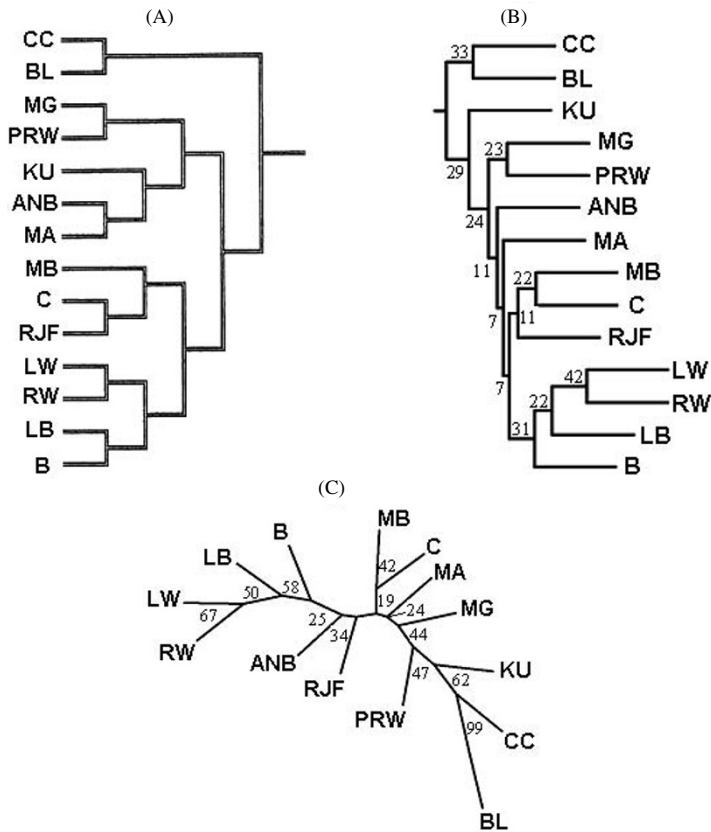 (A)
CC
BL
MG
PRW
KU
ANB
MA
MB
C
RJF
LW
RW
LB
B
(B)
33
CC
BL
KU
29
23
MG
PRW
24
ANB
11
MA
7
22
MB
C
11
RJF
7
42
LW
RW
22
LB
31
B
(C)
MB
B
C
LB
42
MA
LW
50
58
19
24
MG
67
25
RW
ANB
34
44
RJF
47
KU
62
PRW
CC
99
BL